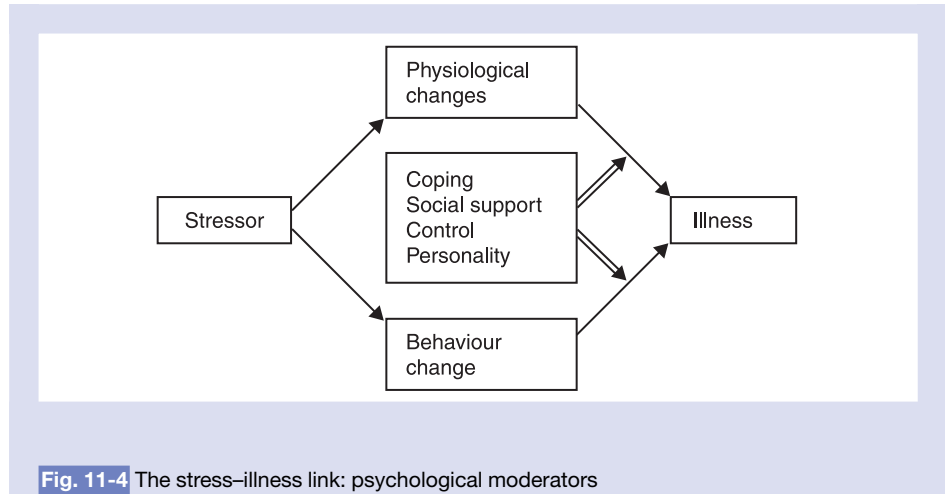 Physiological
changes
Coping
Social support
Control
Personality
Stressor
Illness
Behaviour
change
Fig. 11-4 The stress–illness link: psychological moderators